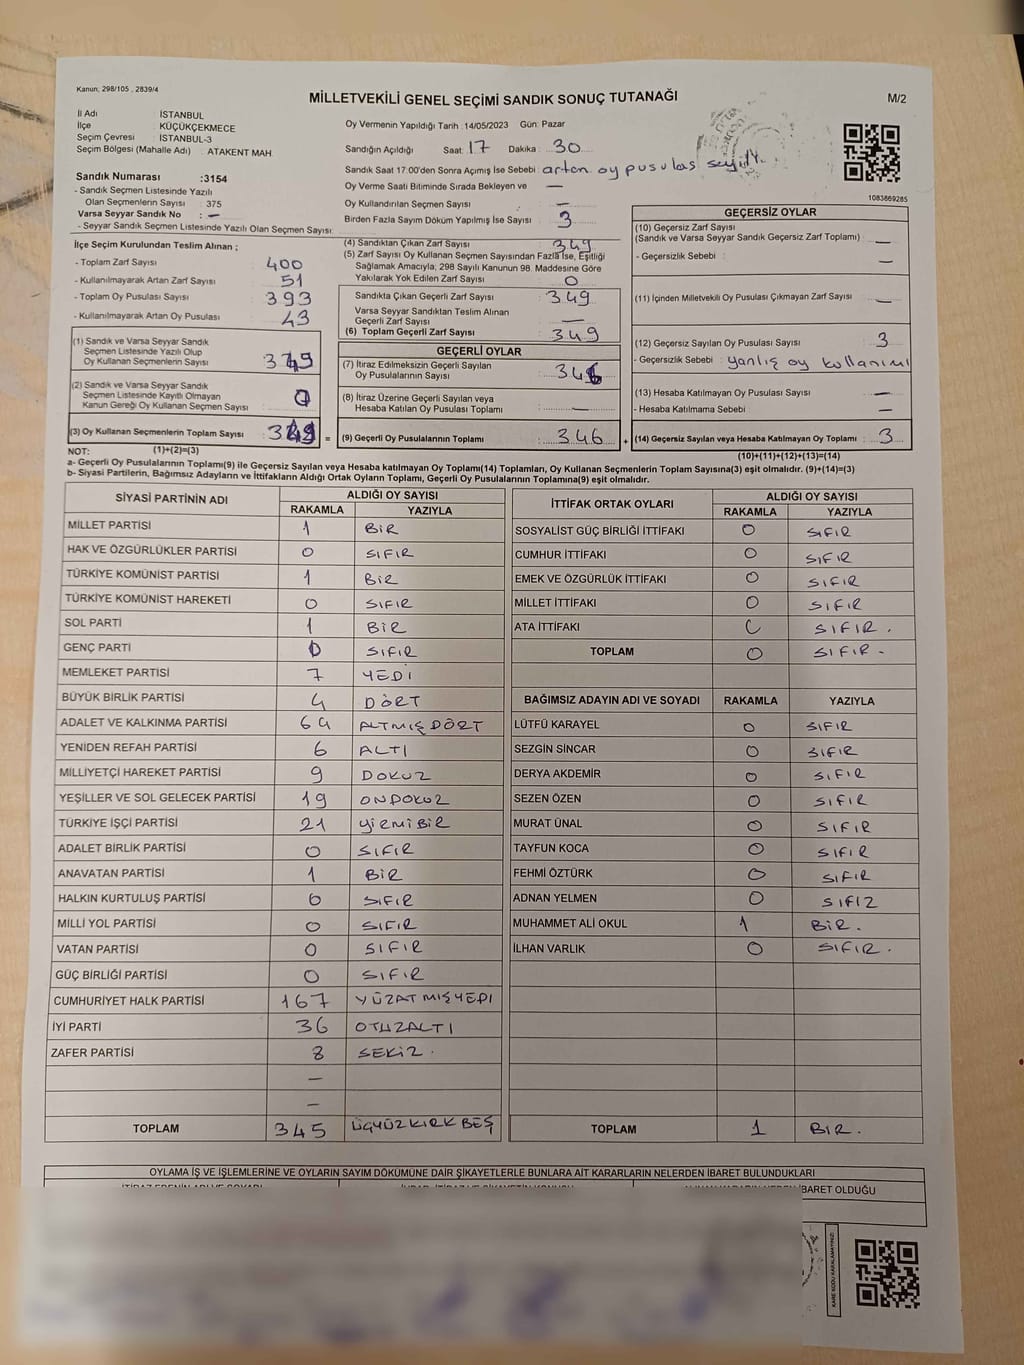 Kanun; 298/105 , 2839/4
MİLLETVEKİLİ GENEL SEÇİMİ SANDIK SONUÇ TUTANAĞI
M/2
İl Adı İSTANBUL
İlçe KÜÇÜKÇEKMECE
Seçim Çevresi İSTANBUL-3
Seçim Bölgesi (Mahalle Adı) : ATAKENT MAH
Sandık Numarası :3154
- Sandık Seçmen Listesinde Yazılı
Olan Seçmenlerin Sayısı : 375
Varsa Seyyar Sandık No : —
- Seyyar Sandık Seçmen Listesinde Yazılı Olan Seçmen Sayısı:
Oy Vermenin Yapıldığı Tarih :14/05/2023 Gün: Pazar
Sandığın Açıldığı Saat: 17 Dakika : 30
Sandık Saat 17:00'den Sonra Açımış İse Sebebi : artan oy pusulas sayıldı.
Oy Verme Saati Bitiminde Sırada Bekleyen ve —
Oy Kullandırılan Seçmen Sayısı : —
Birden Fazla Sayım Döküm Yapılmış İse Sayısı : 3
1083869285
İlçe Seçim Kurulundan Teslim Alınan ;
- Toplam Zarf Sayısı : 400
- Kullanılmayarak Artan Zarf Sayısı : 51
- Toplam Oy Pusulası Sayısı : 393
- Kullanılmayarak Artan Oy Pusulası : 43
(1) Sandık ve Varsa Seyyar Sandık
Seçmen Listesinde Yazılı Olup
Oy Kullanan Seçmenlerin Sayısı :
(2) Sandık ve Varsa Seyyar Sandık
Seçmen Listesinde Kayıtlı Olmayan
Kanun Gereği Oy Kullanan Seçmen Sayısı :
(3) Oy Kullanan Seçmenlerin Toplam Sayısı : =
(1)+(2)=(3)
(4) Sandıktan Çıkan Zarf Sayısı : 349
(5) Zarf Sayısı Oy Kullanan Seçmen Sayısından Fazla İse, Eşitliği
Sağlamak Amacıyla, 298 Sayılı Kanunun 98. Maddesine Göre
Yakılarak Yok Edilen Zarf Sayısı : 0
Sandıkta Çıkan Geçerli Zarf Sayısı : 349
Varsa Seyyar Sandıktan Teslim Alınan
Geçerli Zarf Sayısı : —
(6) Toplam Geçerli Zarf Sayısı : 349
GEÇERLİ OYLAR
(7) İtiraz Edilmeksizin Geçerli Sayılan
Oy Pusulalarının Sayısı : 346
(8) İtiraz Üzerine Geçerli Sayılan veya
Hesaba Katılan Oy Pusulası Toplamı : —
(9) Geçerli Oy Pusulalarının Toplamı : 346 +
GEÇERSİZ OYLAR
(10) Geçersiz Zarf Sayısı
(Sandık ve Varsa Seyyar Sandık Geçersiz Zarf Toplamı) : —
- Geçersizlik Sebebi : —
(11) İçinden Milletvekili Oy Pusulası Çıkmayan Zarf Sayısı : —
(12) Geçersiz Sayılan Oy Pusulası Sayısı : 3
- Geçersizlik Sebebi : yanlış oy kullanımı
(13) Hesaba Katılmayan Oy Pusulası Sayısı : —
- Hesaba Katılmama Sebebi : —
(14) Geçersiz Sayılan veya Hesaba Katılmayan Oy Toplamı : 3
(10)+(11)+(12)+(13)=(14)
NOT:
a- Geçerli Oy Pusulalarının Toplamı(9) ile Geçersiz Sayılan veya Hesaba katılmayan Oy Toplamı(14) Toplamları, Oy Kullanan Seçmenlerin Toplam Sayısına(3) eşit olmalıdır. (9)+(14)=(3)
b- Siyasi Partilerin, Bağımsız Adayların ve İttifakların Aldığı Ortak Oyların Toplamı, Geçerli Oy Pusulalarının Toplamına(9) eşit olmalıdır.
SİYASİ PARTİNİN ADI ALDIĞI OY SAYISI
RAKAMLA YAZIYLA
MİLLET PARTİSİ 1 BİR
HAK VE ÖZGÜRLÜKLER PARTİSİ 0 SIFIR
TÜRKİYE KOMÜNİST PARTİSİ 1 BİR
TÜRKİYE KOMÜNİST HAREKETİ 0 SIFIR
SOL PARTİ 1 BİR
GENÇ PARTİ 0 SIFIR
MEMLEKET PARTİSİ 7 YEDİ
BÜYÜK BİRLİK PARTİSİ 4 DÖRT
ADALET VE KALKINMA PARTİSİ 64 ALTMIŞ DÖRT
YENİDEN REFAH PARTİSİ 6 ALTI
MİLLİYETÇİ HAREKET PARTİSİ 9 DOKUZ
YEŞİLLER VE SOL GELECEK PARTİSİ 19 ONDOKUZ
TÜRKİYE İŞÇİ PARTİSİ 21 YİRMİBİR
ADALET BİRLİK PARTİSİ 0 SIFIR
ANAVATAN PARTİSİ 1 BİR
HALKIN KURTULUŞ PARTİSİ 0 SIFIR
MİLLİ YOL PARTİSİ 0 SIFIR
VATAN PARTİSİ 0 SIFIR
GÜÇ BİRLİĞİ PARTİSİ 0 SIFIR
CUMHURİYET HALK PARTİSİ 167 YÜZATMIŞYEDI
İYİ PARTİ 36 OTUZALTI
ZAFER PARTİSİ 8 SEKİZ.
—
—
TOPLAM 345 ÜÇYÜZKIRK BEŞ
İTTİFAK ORTAK OYLARI ALDIĞI OY SAYISI
RAKAMLA YAZIYLA
SOSYALİST GÜÇ BİRLİĞİ İTTİFAKI 0 SIFIR
CUMHUR İTTİFAKI 0 SIFIR
EMEK VE ÖZGÜRLÜK İTTİFAKI 0 SIFIR
MİLLET İTTİFAKI 0 SIFIR
ATA İTTİFAKI 0 SIFIR.
TOPLAM 0 SIFIR-
BAĞIMSIZ ADAYIN ADI VE SOYADI RAKAMLA YAZIYLA
LÜTFÜ KARAYEL 0 SIFIR
SEZGİN SİNCAR 0 SIFIR
DERYA AKDEMİR 0 SIFIR
SEZEN ÖZEN 0 SIFIR
MURAT ÜNAL 0 SIFIR
TAYFUN KOCA 0 SIFIR
FEHMİ ÖZTÜRK 0 SIFIR
ADNAN YELMEN 0 SIFIR
MUHAMMET ALİ OKUL 1 BİR.
İLHAN VARLIK 0 SIFIR.
TOPLAM 1 BIR.
OYLAMA İŞ VE İŞLEMLERİNE VE OYLARIN SAYIM DÖKÜMÜNE DAİR ŞİKAYETLERLE BUNLARA AİT KARARLARIN NELERDEN İBARET BULUNDUKLARI
İBARET OLDUĞU
KARE KODU KARALAMAYINIZ!